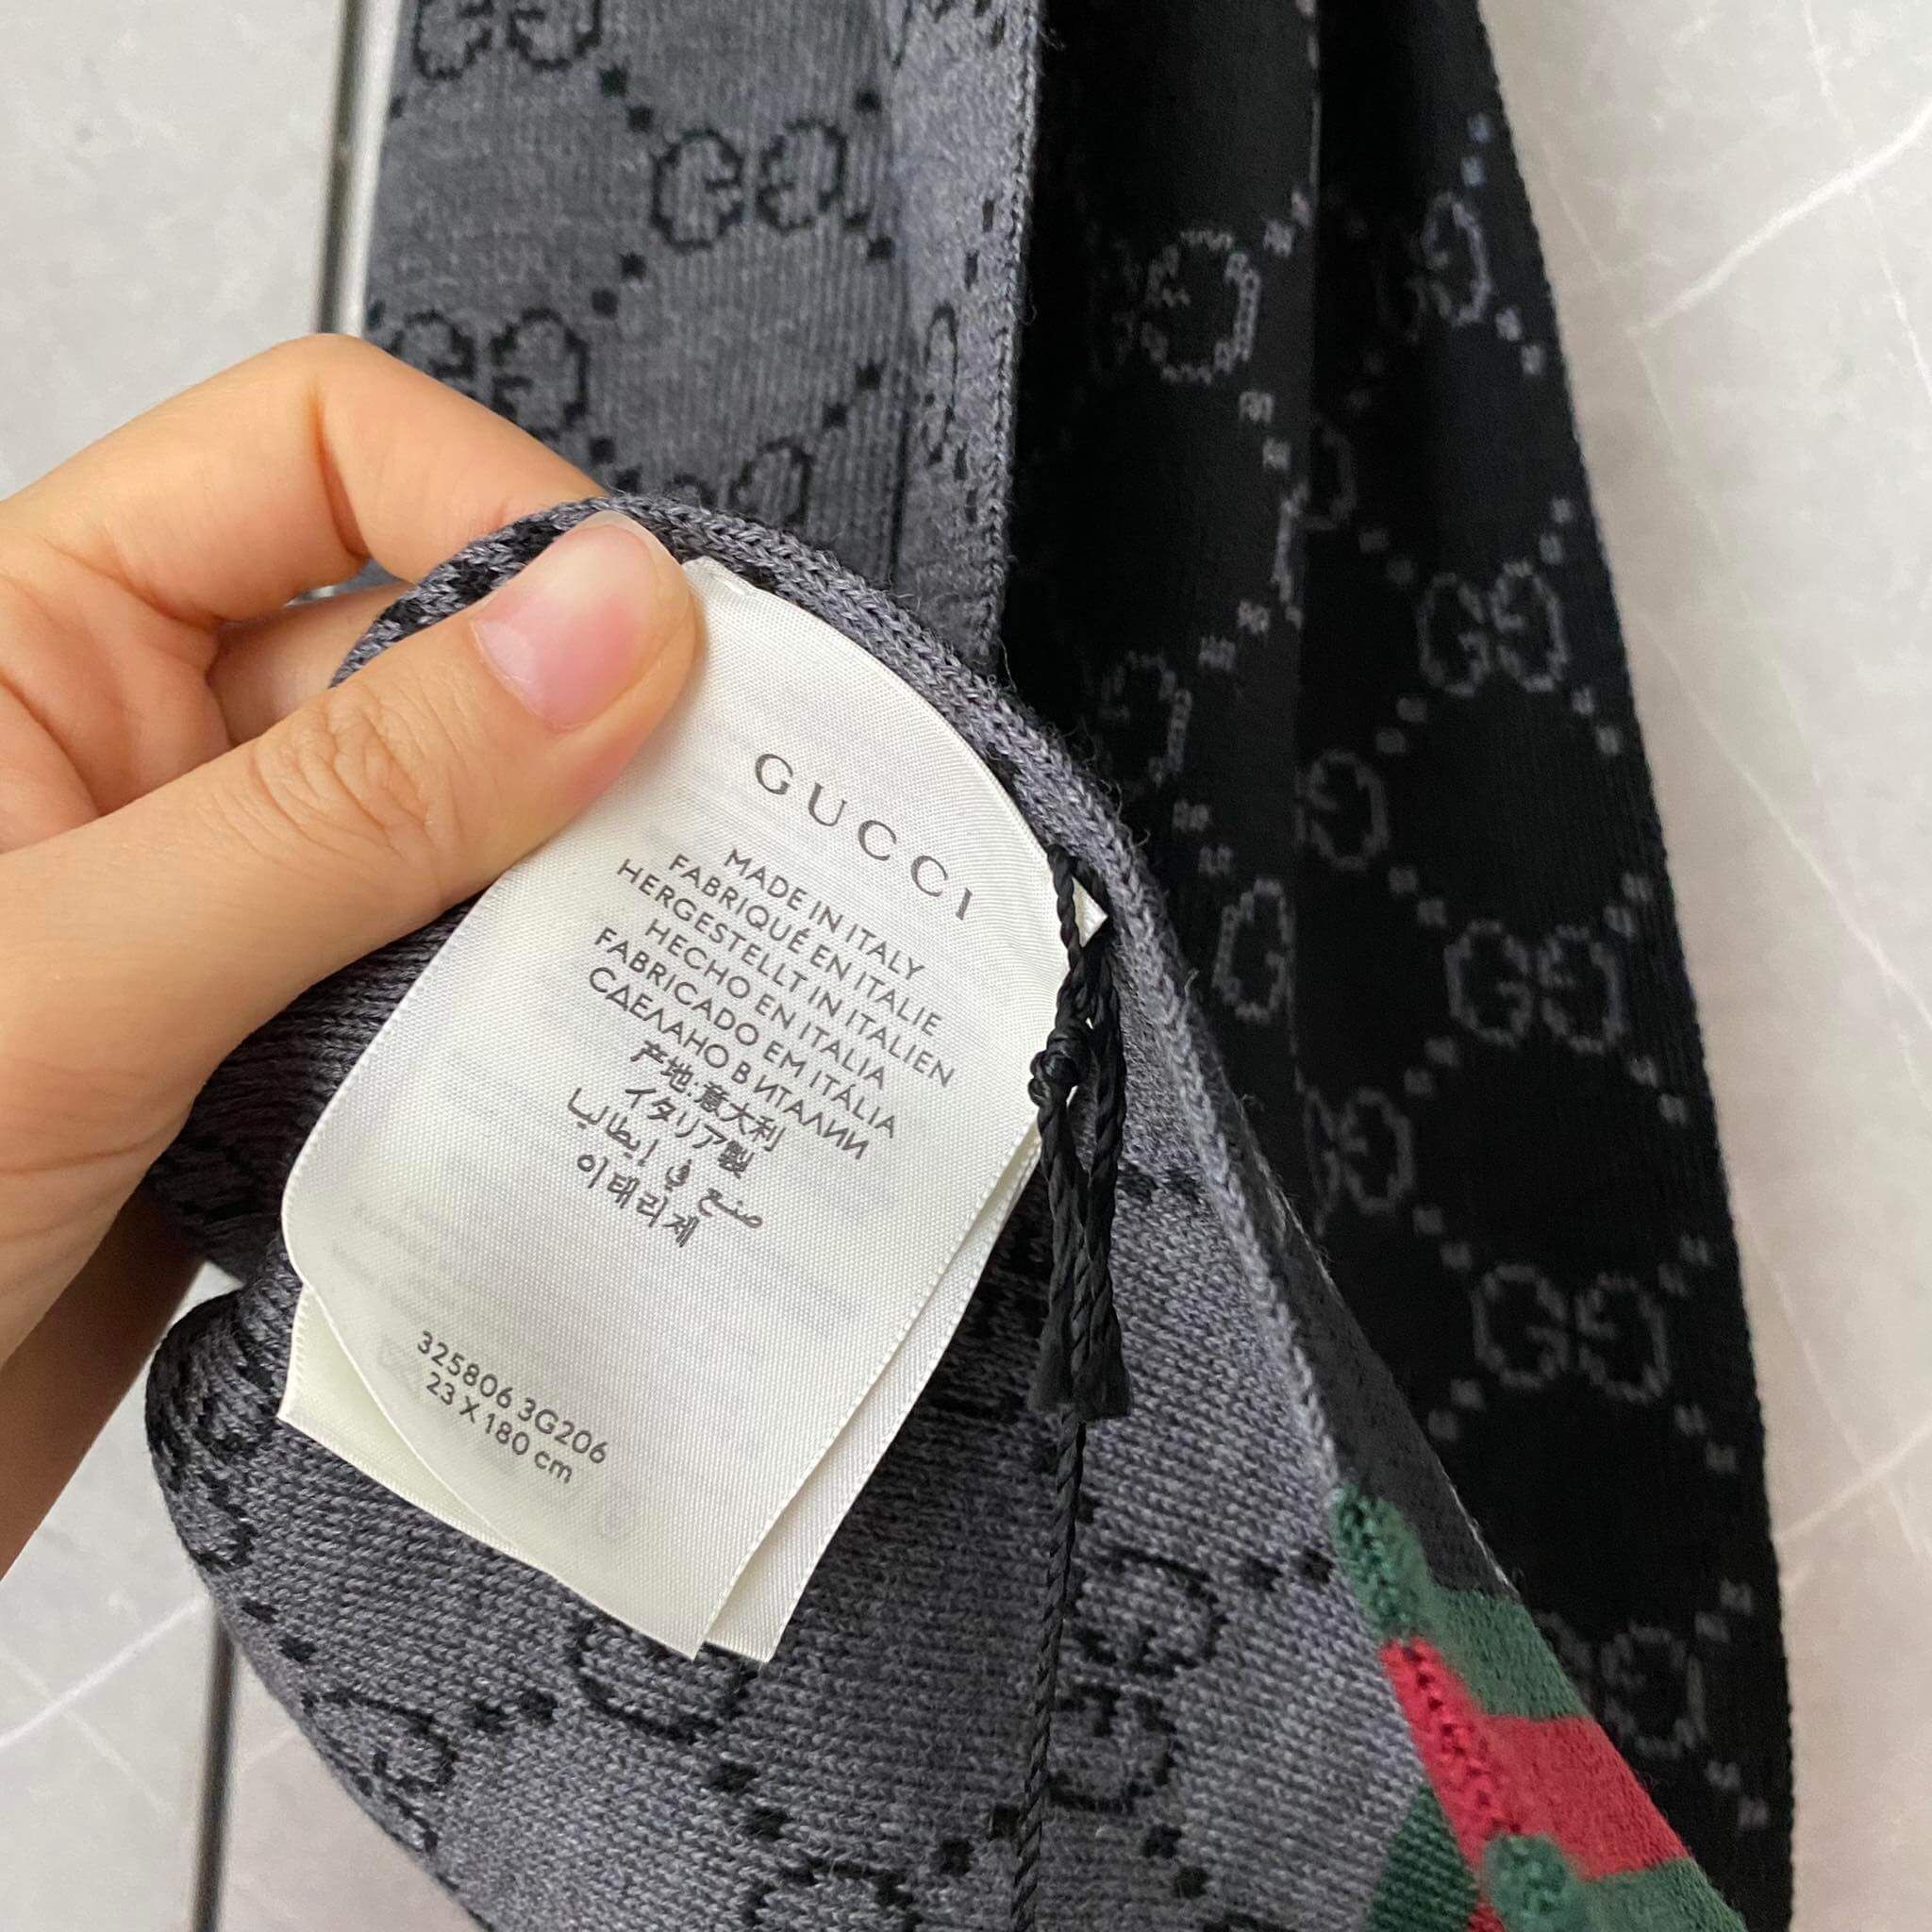 GUCCI
MADE IN ITALY
FABRIQUÉ EN ITALIE
HERGESTELLT IN ITALIEN
HECHO EN ITALIA
FABRICADO EM ITÁLIA
СДЕЛАНО В ИТАЛИИ
产地:意大利
イタリア製
صنع في إيطاليا
이태리제
325806 3G206
23 X 180 cm